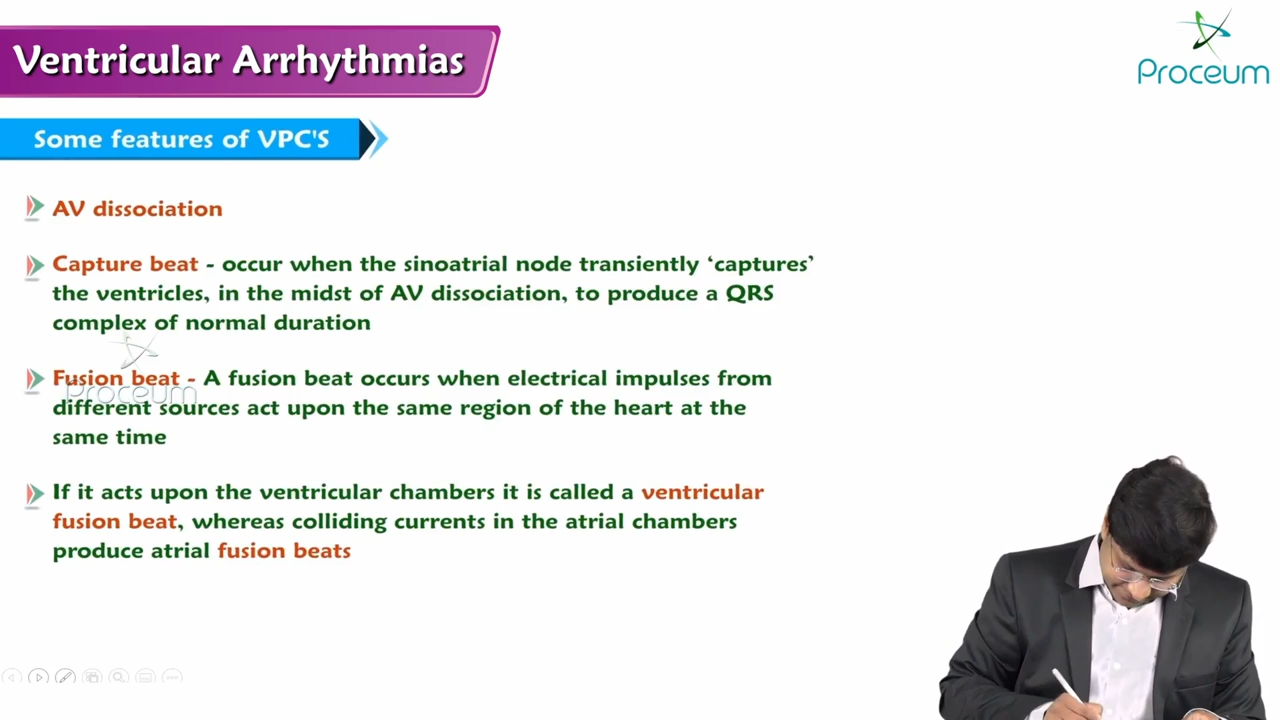 Ventricular Arrhythmias
Proceum
Some features of VPC'S
AV dissociation
Capture beat - occur when the sinoatrial node transiently ‘captures’
the ventricles, in the midst of AV dissociation, to produce a QRS
complex of normal duration
Fusion beat - A fusion beat occurs when electrical impulses from
Proceum
different sources act upon the same region of the heart at the
same time
If it acts upon the ventricular chambers it is called a ventricular
fusion beat, whereas colliding currents in the atrial chambers
produce atrial fusion beats